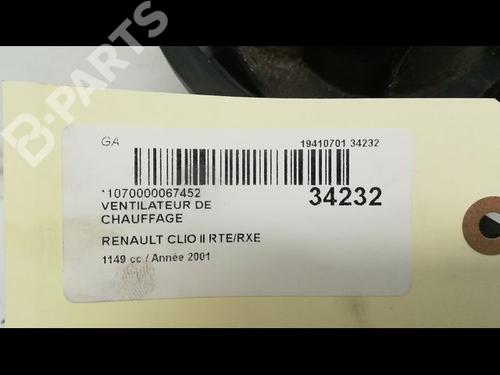 B-PARTS
GA
19410701 34232
*1070000067452
34232
VENTILATEUR DE
CHAUFFAGE
RENAULT CLIO II RTE/RXE
1149 cc / Année 2001